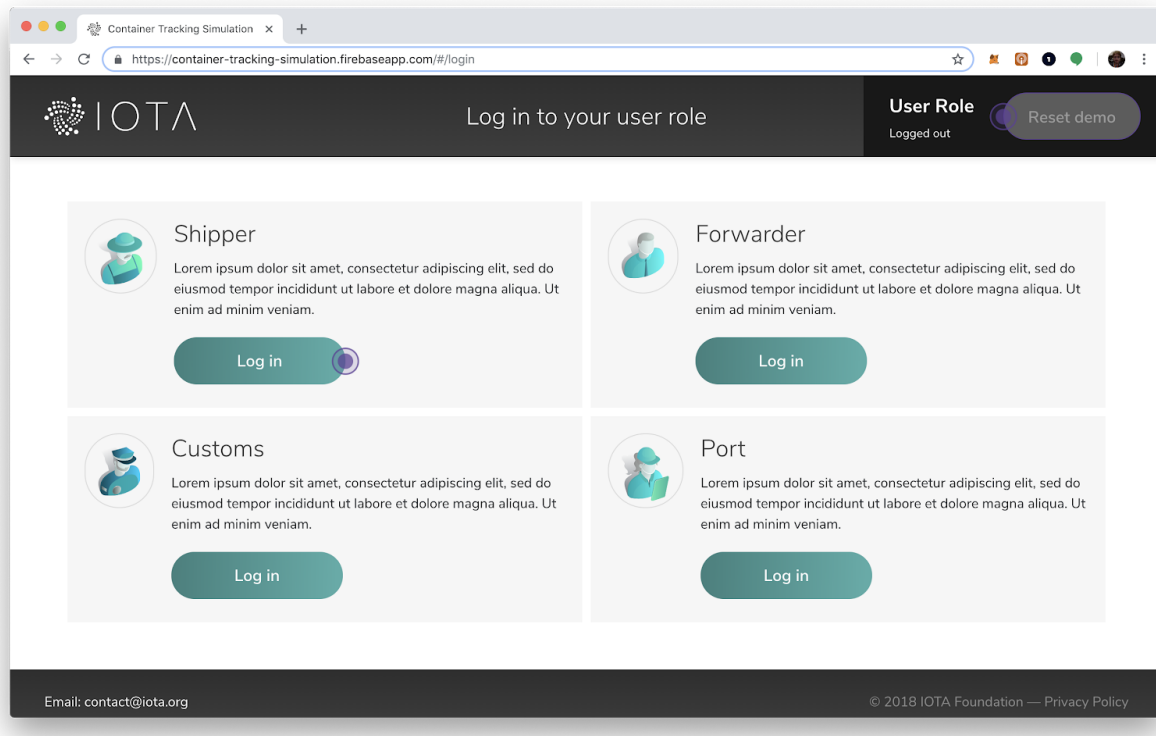 Container Tracking Simulation
https://container-tracking-simulation.firebaseapp.com/#/login
IOTA
Log in to your user role
User Role
Logged out
Reset demo
Shipper
Lorem ipsum dolor sit amet, consectetur adipiscing elit, sed do
eiusmod tempor incididunt ut labore et dolore magna aliqua. Ut
enim ad minim veniam.
Log in
Forwarder
Lorem ipsum dolor sit amet, consectetur adipiscing elit, sed do
eiusmod tempor incididunt ut labore et dolore magna aliqua. Ut
enim ad minim veniam.
Log in
Customs
Lorem ipsum dolor sit amet, consectetur adipiscing elit, sed do
eiusmod tempor incididunt ut labore et dolore magna aliqua. Ut
enim ad minim veniam.
Log in
Port
Lorem ipsum dolor sit amet, consectetur adipiscing elit, sed do
eiusmod tempor incididunt ut labore et dolore magna aliqua. Ut
enim ad minim veniam.
Log in
Email: contact@iota.org
© 2018 IOTA Foundation — Privacy Policy